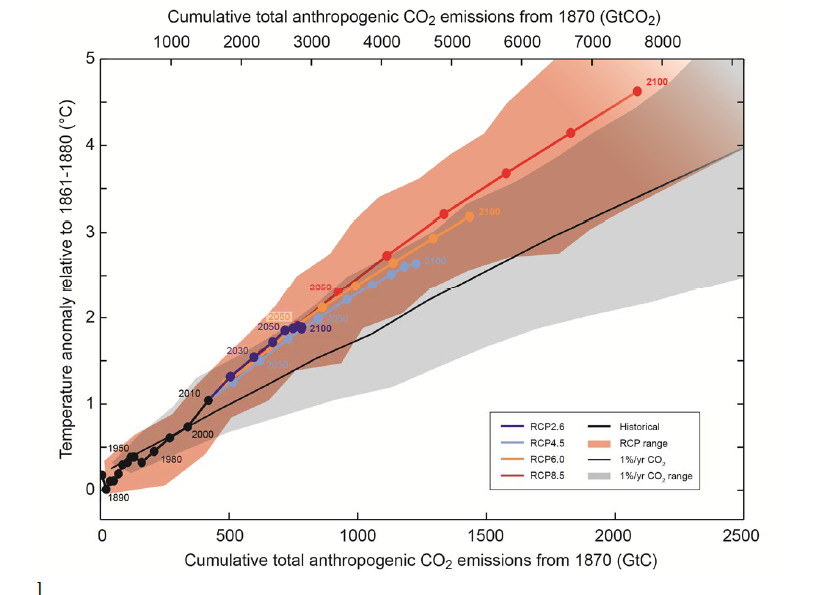 Cumulative total anthropogenic CO₂ emissions from 1870 (GtCO₂)
1000 2000 3000 4000 5000 6000 7000 8000
Temperature anomaly relative to 1861-1880 (°C)
5
4
3
2
1
0
2100
2100
2050
2050
2050
2100
2030
2010
2000
1950
1980
1890
RCP2.6
RCP4.5
RCP6.0
RCP8.5
Historical
RCP range
1%/yr CO₂
1%/yr CO₂ range
0 500 1000 1500 2000 2500
Cumulative total anthropogenic CO₂ emissions from 1870 (GtC)
1